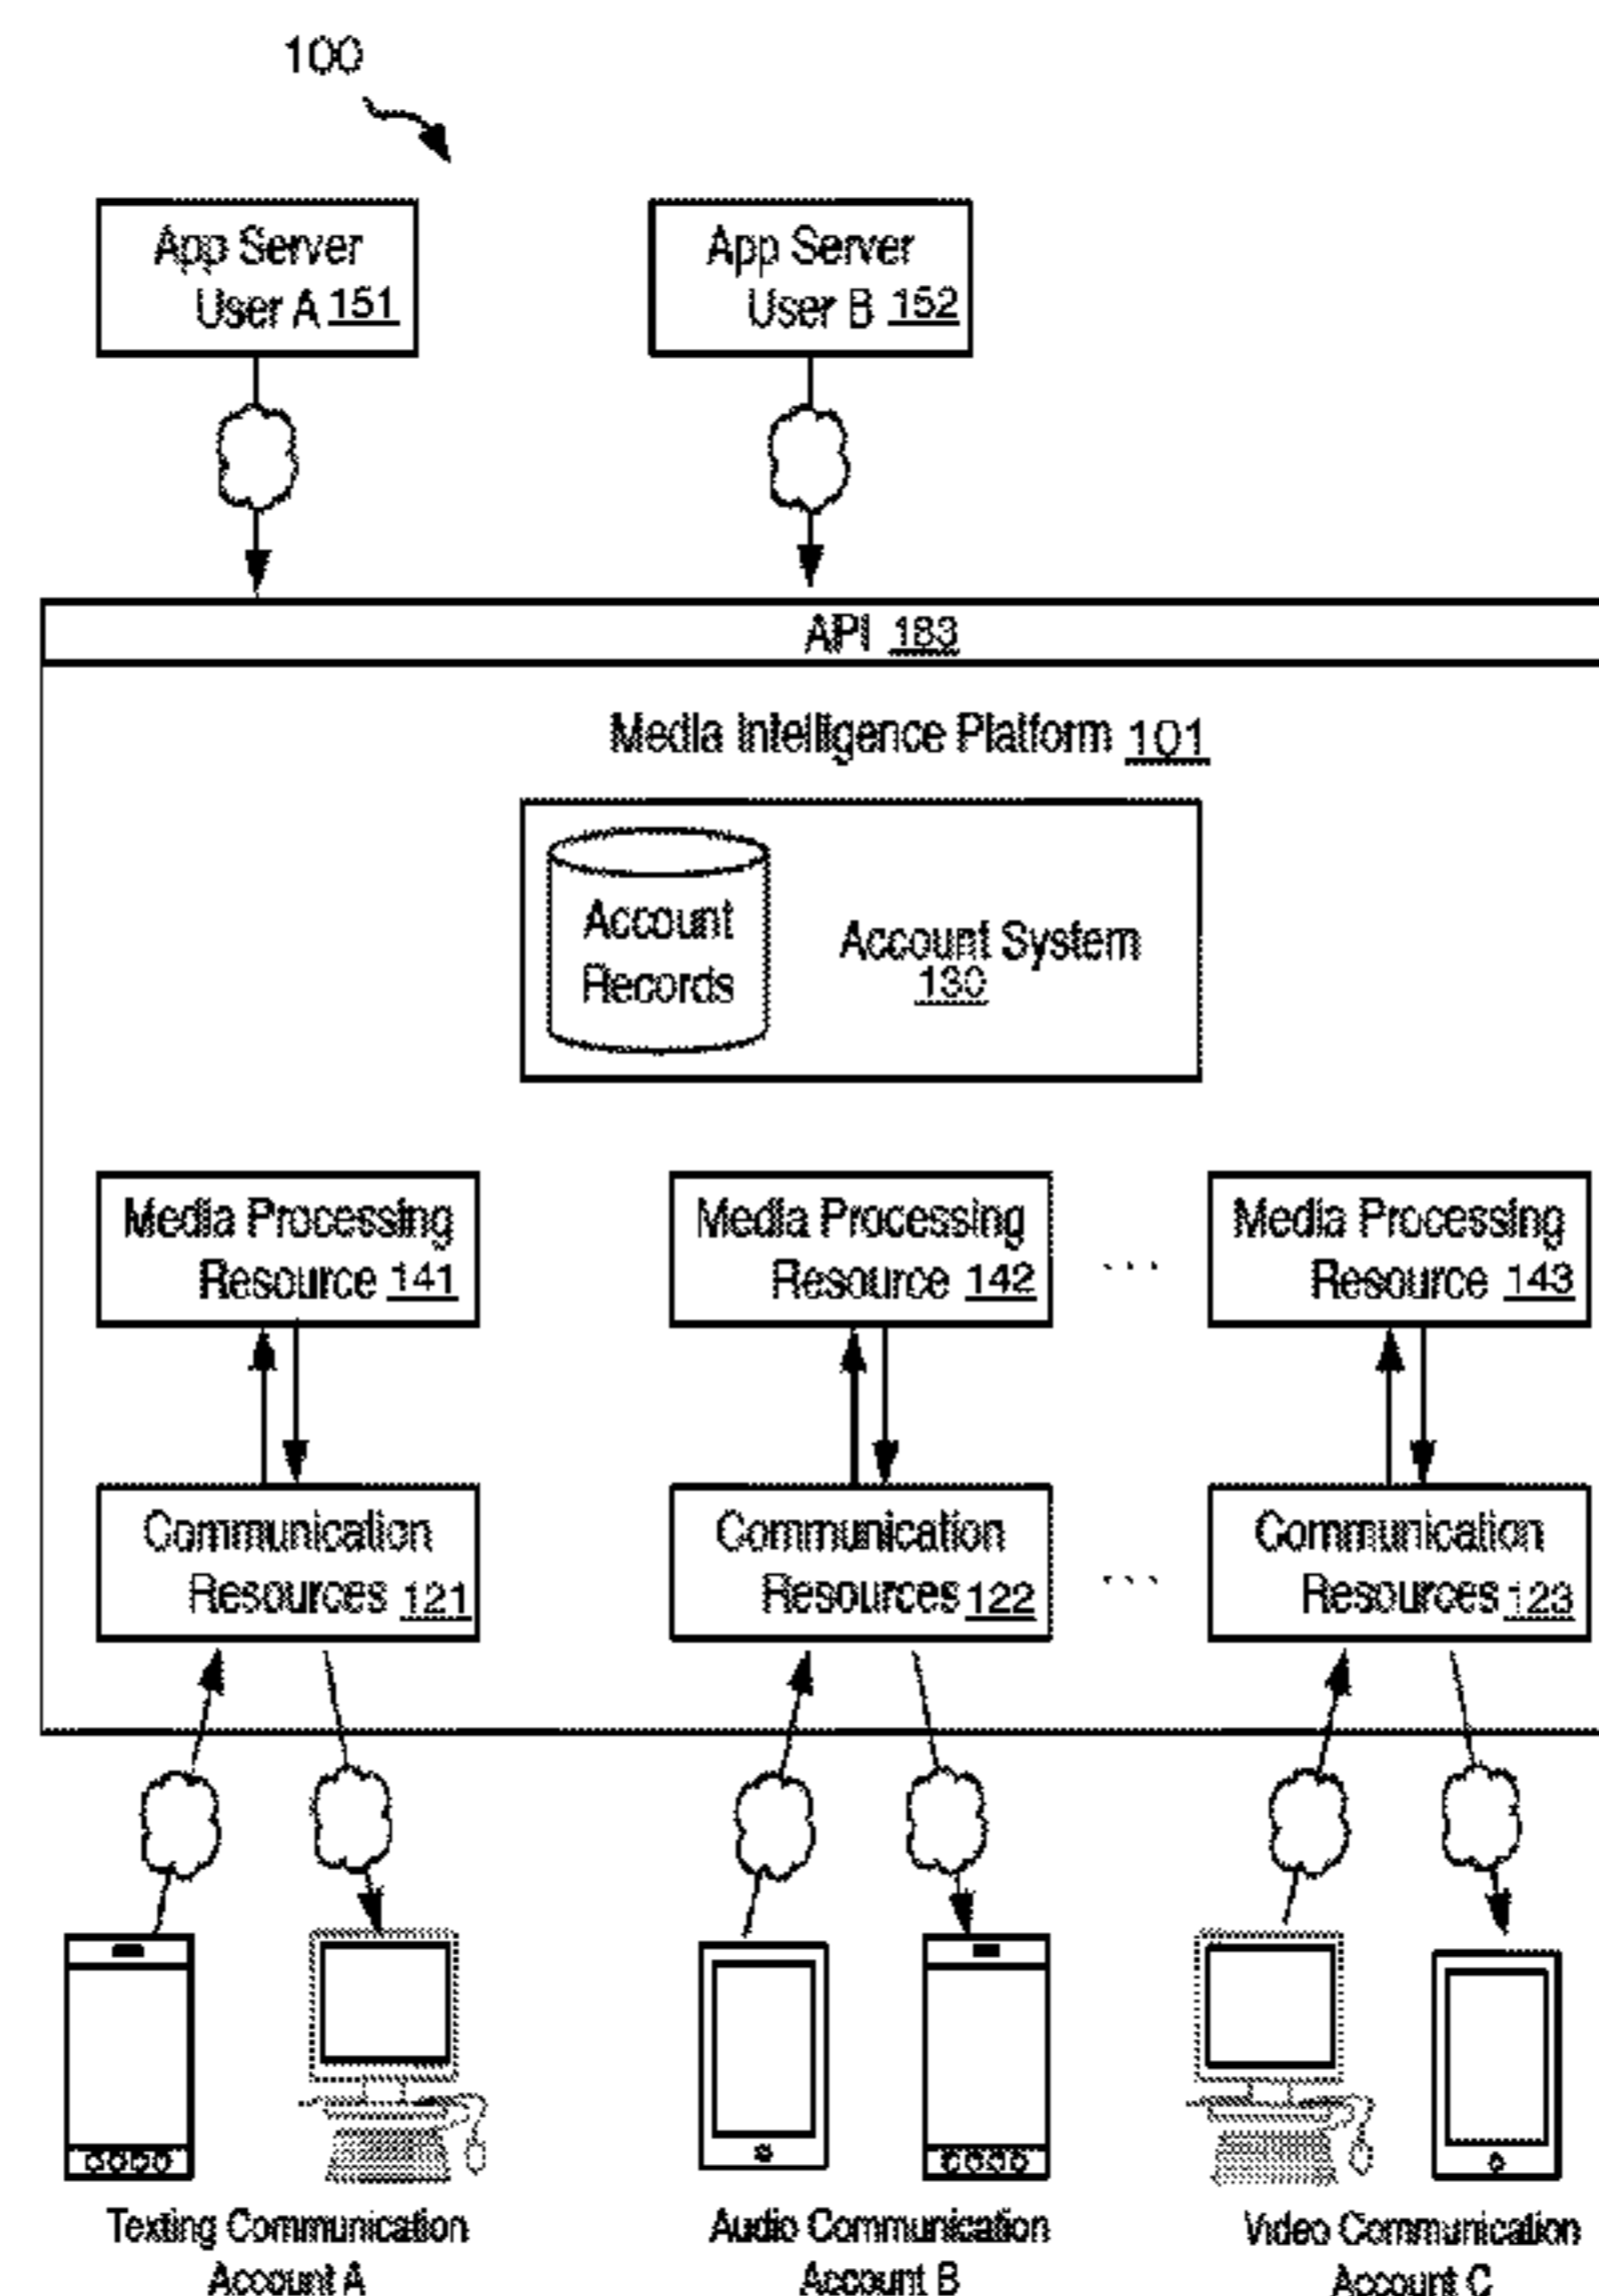 100
App Server
User A 151
App Server
User B 152
API 183
Media Intelligence Platform 101
Account
Records
Account System
130
Media Processing
Resource 141
Media Processing
Resource 142
...
Media Processing
Resource 143
Communication
Resources 121
Communication
Resources 122
...
Communication
Resources 123
Texting Communication
Account A
Audio Communication
Account B
Video Communication
Account C